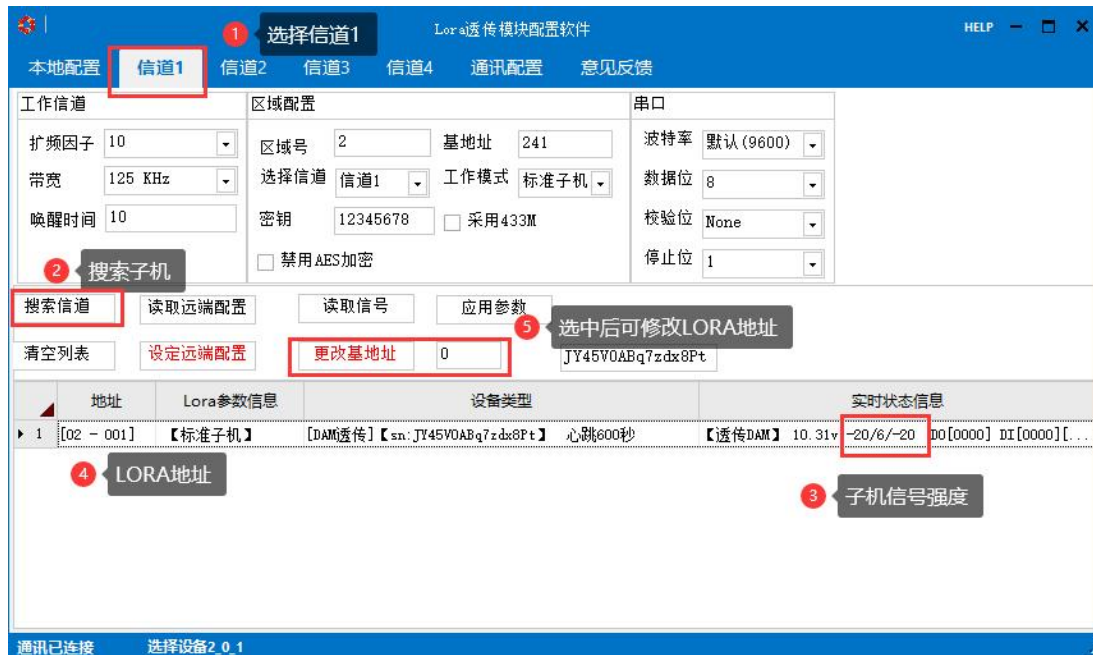 1 选择信道1 Lora透传模块配置软件 HELP
本地配置 信道1 信道2 信道3 信道4 通讯配置 意见反馈
工作信道 区域配置 串口
扩频因子 10 区域号 2 基地址 241 波特率 默认(9600)
带宽 125 KHz 选择信道 信道1 工作模式 标准子机 数据位 8
唤醒时间 10 密钥 12345678 采用433M 校验位 None
2 搜索子机 禁用AES加密 停止位 1
搜索信道 读取远端配置 读取信号 应用参数
5 选中后可修改LORA地址
清空列表 设定远端配置 更改基地址 0 JY45V0ABq7zdx8Pt
地址 Lora参数信息 设备类型 实时状态信息
1 [02 - 001] 【标准子机】 [DAM透传]【sn:JY45V0ABq7zdx8Pt】 心跳600秒 【透传DAM】 10.31v -20/6/-20 DO[0000] DI[0000][...
4 LORA地址
3 子机信号强度
通讯已连接 选择设备2_0_1